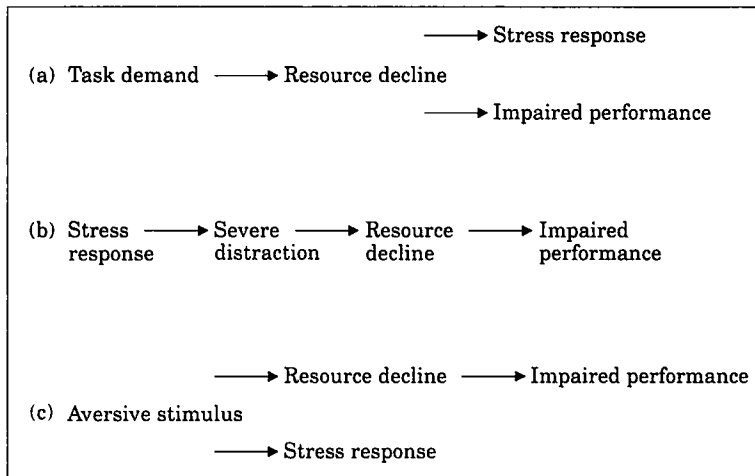 Stress response
(a) Task demand Resource decline
Impaired performance
(b) Stress response Severe distraction Resource decline Impaired performance
Resource decline Impaired performance
(c) Aversive stimulus
Stress response